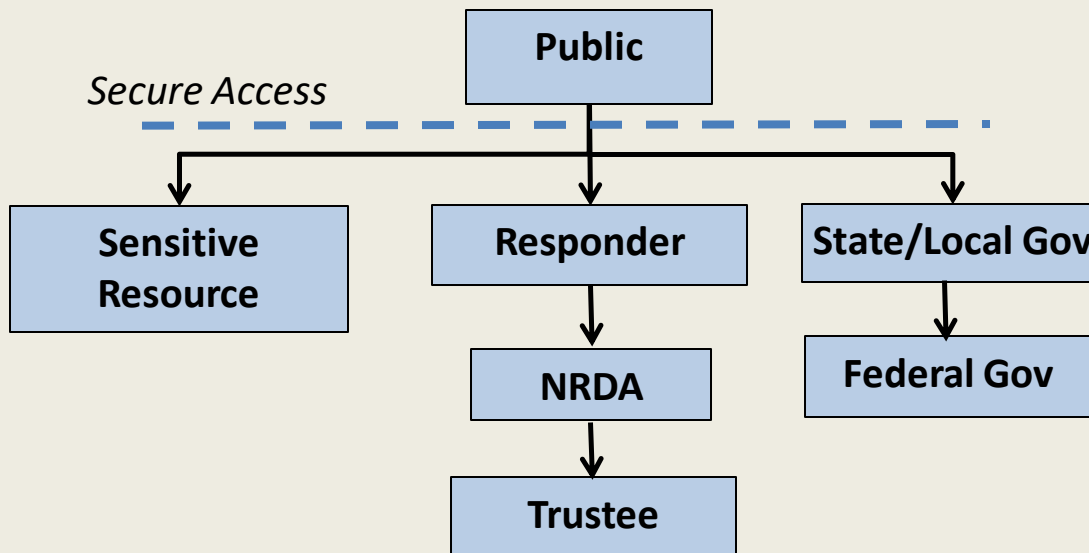 Public
Secure Access
Sensitive
Resource
Responder
State/Local Gov
NRDA
Federal Gov
Trustee